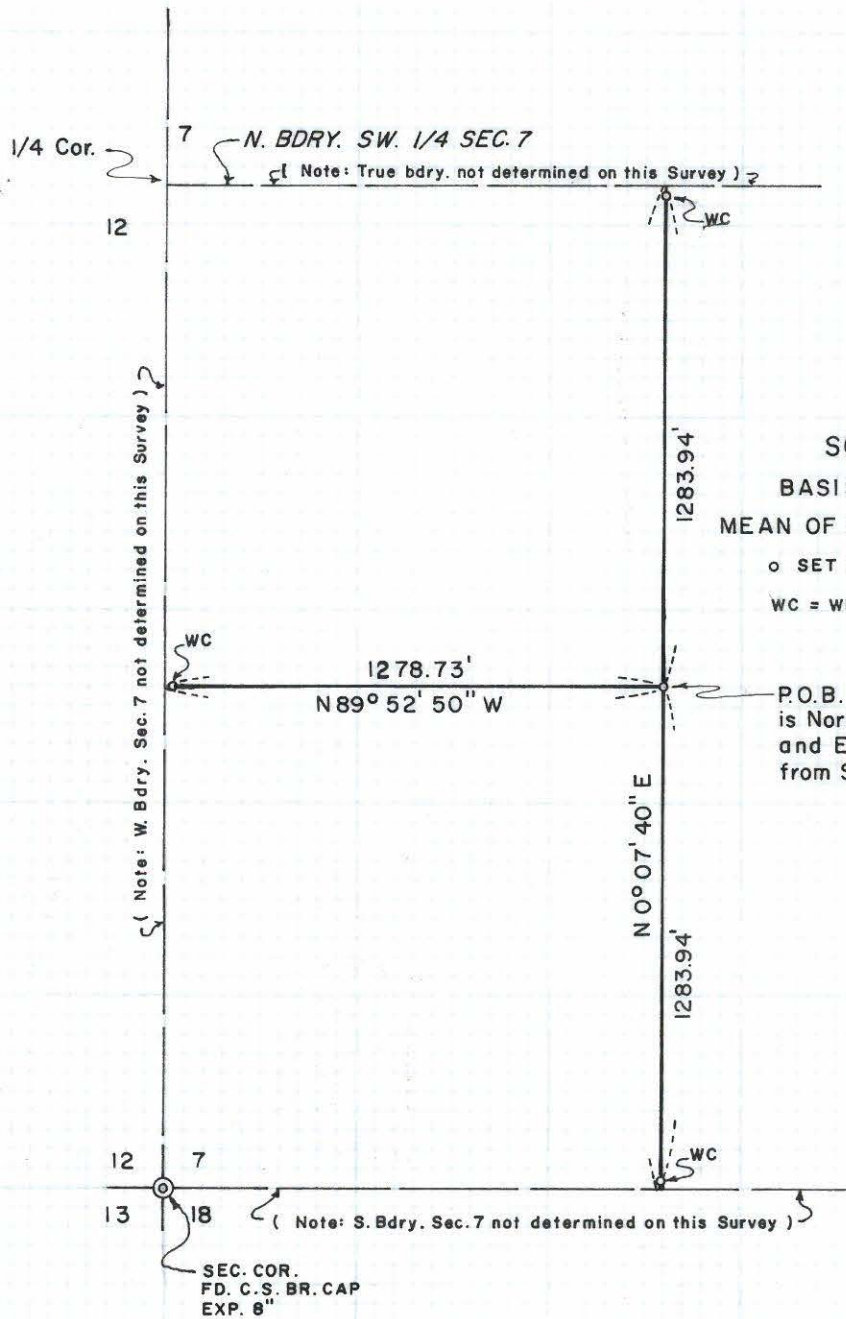 7
1/4 Cor.
N. BDRY. SW. 1/4 SEC. 7
( Note: True bdry. not determined on this Survey )
WC
12
( Note: W. Bdry. Sec. 7 not determined on this Survey )
1283.94'
BASI
MEAN OF
o SET
WC = W
WC
1278.73'
N 89° 52' 50" W
P.O.B.
is Nor
and E
from S
N 0° 07' 40" E
1283.94'
WC
12 7
13 18
( Note: S. Bdry. Sec. 7 not determined on this Survey )
SEC. COR.
FD. C.S. BR. CAP
EXP. 8"